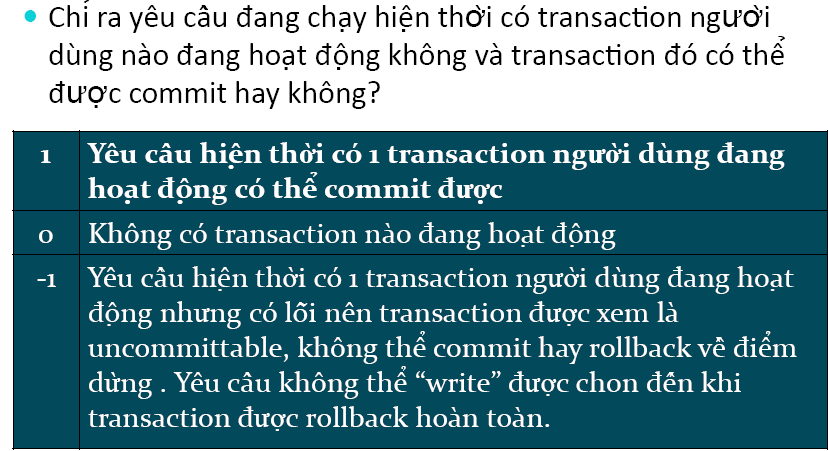 Chỉ ra yêu cầu đang chạy hiện thời có transaction người
dùng nào đang hoạt động không và transaction đó có thể
được commit hay không?
1 Yêu cầu hiện thời có 1 transaction người dùng đang
hoạt động có thể commit được
0 Không có transaction nào đang hoạt động
-1 Yêu cầu hiện thời có 1 transaction người dùng đang hoạt
động nhưng có lỗi nên transaction được xem là
uncommittable, không thể commit hay rollback về điểm
dừng . Yêu cầu không thể “write” được chon đến khi
transaction được rollback hoàn toàn.